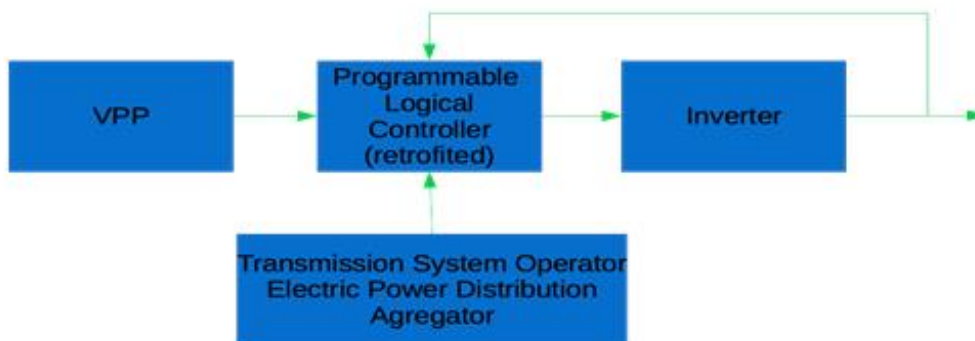 VPP
Programmable
Logical
Controller
(retrofited)
Inverter
Transmission System Operator
Electric Power Distribution
Agregator